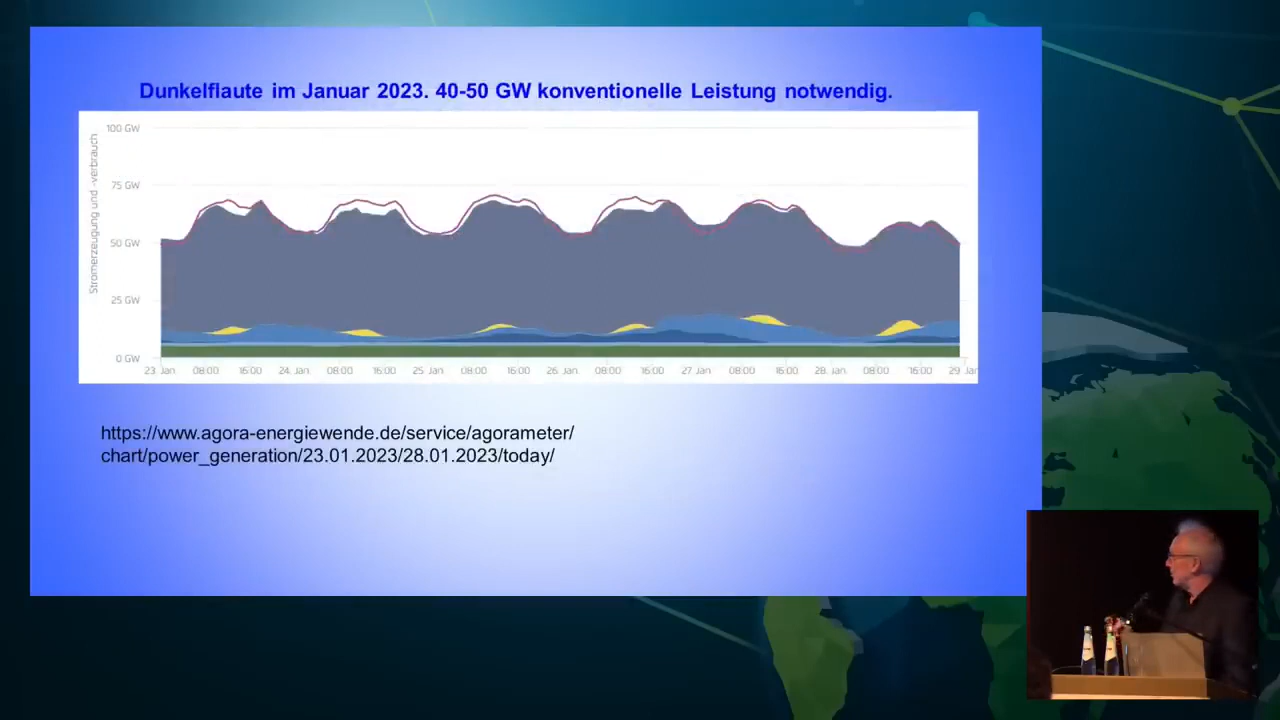 Dunkelflaute im Januar 2023. 40-50 GW konventionelle Leistung notwendig.
Stromerzeugung und -verbrauch
100 GW
75 GW
50 GW
25 GW
0 GW
23. Jan 08:00 16:00 24. Jan 08:00 16:00 25. Jan 08:00 16:00 26. Jan 08:00 16:00 27. Jan 08:00 16:00 28. Jan 08:00 16:00 29. Jan
https://www.agora-energiewende.de/service/agorameter/
chart/power_generation/23.01.2023/28.01.2023/today/